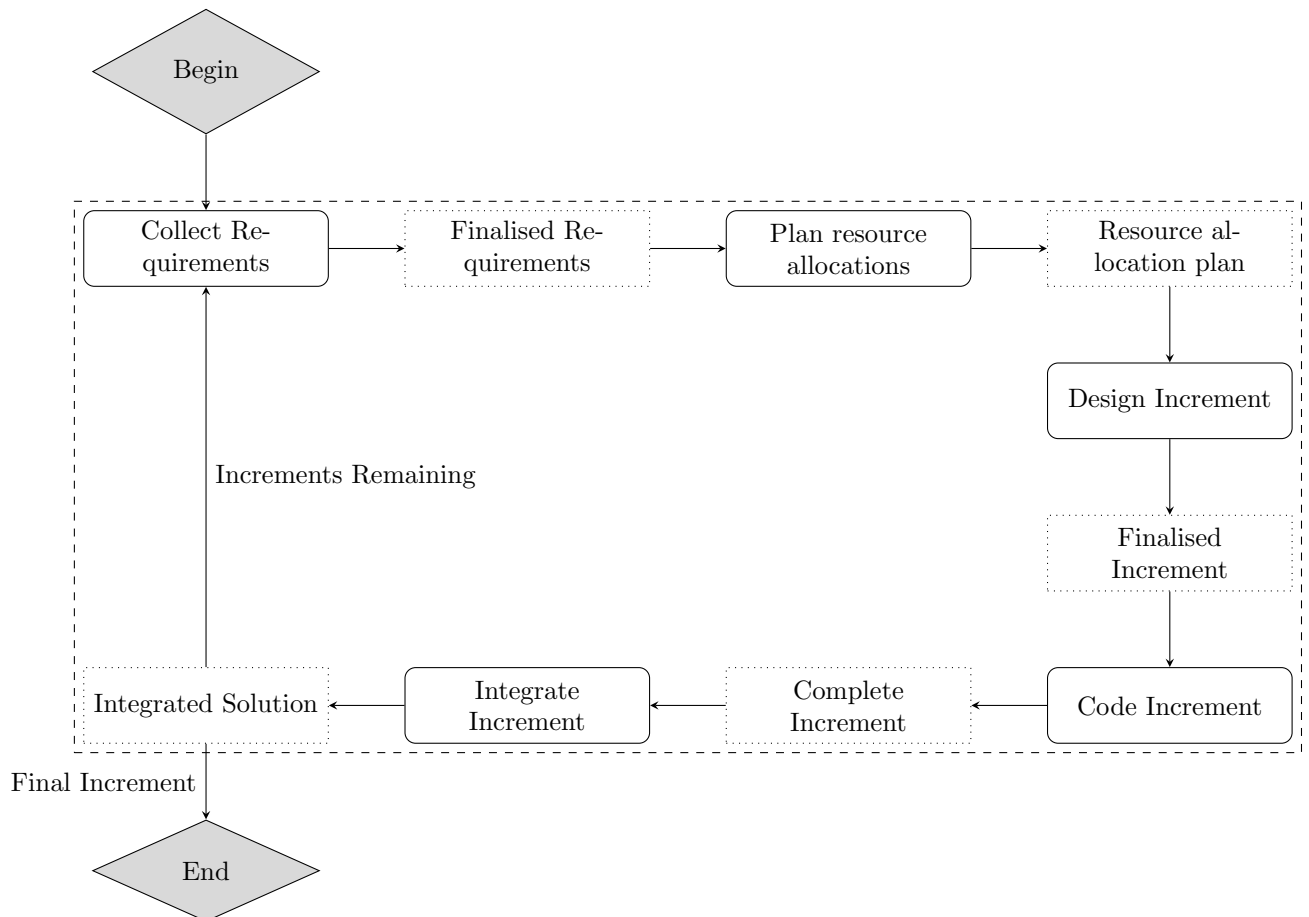 Begin
Collect Re-
quirements
Finalised Re-
quirements
Plan resource
allocations
Resource al-
location plan
Design Increment
Increments Remaining
Finalised
Increment
Integrated Solution
Integrate
Increment
Complete
Increment
Code Increment
Final Increment
End